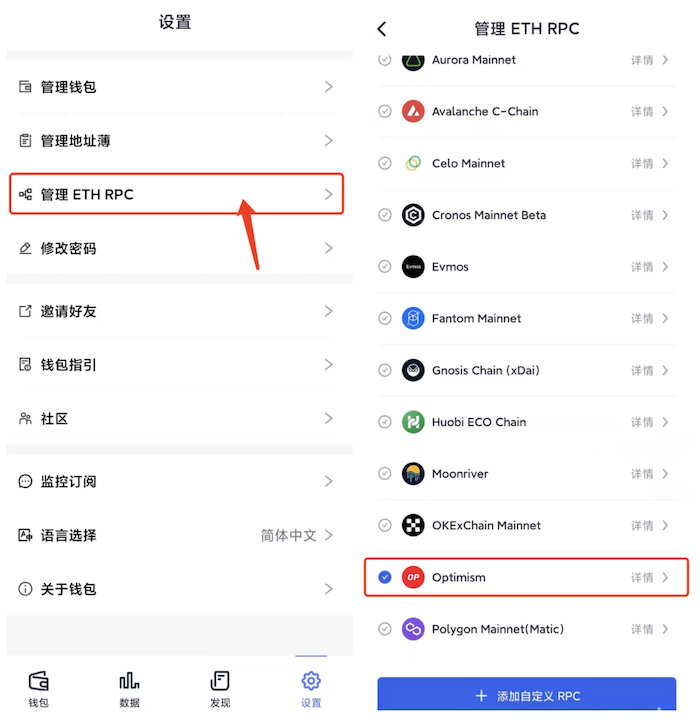 设置
管理钱包
管理地址薄
管理 ETH RPC
修改密码
邀请好友
钱包指引
社区
监控订阅
语言选择 简体中文
关于钱包
钱包 数据 发现 设置
管理 ETH RPC
Aurora Mainnet 详情
Avalanche C-Chain 详情
Celo Mainnet 详情
Cronos Mainnet Beta 详情
Evmos Evmos 详情
Fantom Mainnet 详情
Gnosis Chain (xDai) 详情
Huobi ECO Chain 详情
Moonriver 详情
OKExChain Mainnet 详情
OP Optimism 详情
Polygon Mainnet(Matic) 详情
添加自定义 RPC